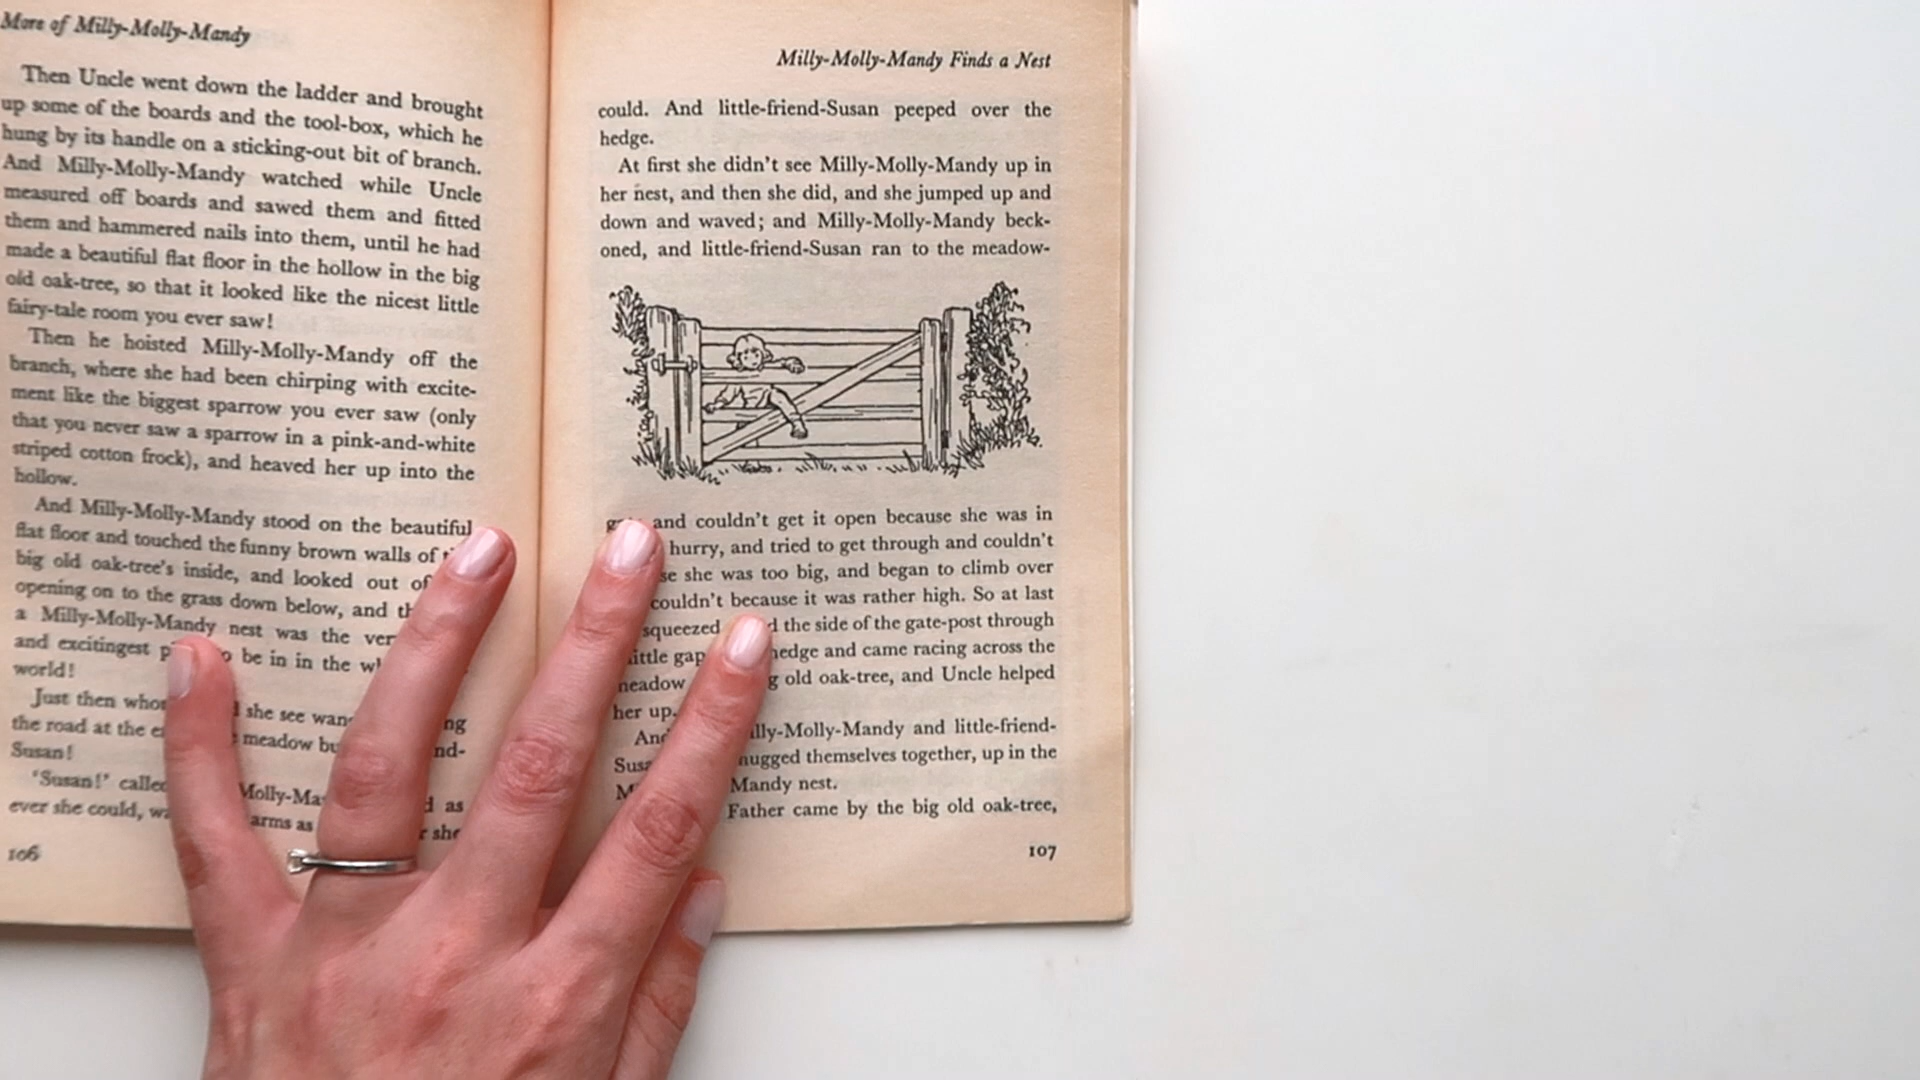 More of Milly-Molly-Mandy
Then Uncle went down the ladder and brought
up some of the boards and the tool-box, which he
hung by its handle on a sticking-out bit of branch.
And Milly-Molly-Mandy watched while Uncle
measured off boards and sawed them and fitted
them and hammered nails into them, until he had
made a beautiful flat floor in the hollow in the big
old oak-tree, so that it looked like the nicest little
fairy-tale room you ever saw!
Then he hoisted Milly-Molly-Mandy off the
branch, where she had been chirping with excite-
ment like the biggest sparrow you ever saw (only
that you never saw a sparrow in a pink-and-white
striped cotton frock), and heaved her up into the
hollow.
And Milly-Molly-Mandy stood on the beautiful
flat floor and touched the funny brown walls of
big old oak-tree's inside, and looked out of
opening on to the grass down below, and
a Milly-Molly-Mandy nest was the
and excitingest be in in the
world!
Just then she see
the road at the meadow
Susan!
'Susan!' called as
ever she could, arms as she
106
Milly-Molly-Mandy Finds a Nest
could. And little-friend-Susan peeped over the
hedge.
At first she didn't see Milly-Molly-Mandy up in
her nest, and then she did, and she jumped up and
down and waved; and Milly-Molly-Mandy beck-
oned, and little-friend-Susan ran to the meadow-
and couldn't get it open because she was in
hurry, and tried to get through and couldn't
she was too big, and began to climb over
couldn't because it was rather high. So at last
squeezed the side of the gate-post through
little gap hedge and came racing across the
meadow old oak-tree, and Uncle helped
her up.
And Milly-Molly-Mandy and little-friend-
themselves together, up in the
Mandy nest.
Father came by the big old oak-tree,
107